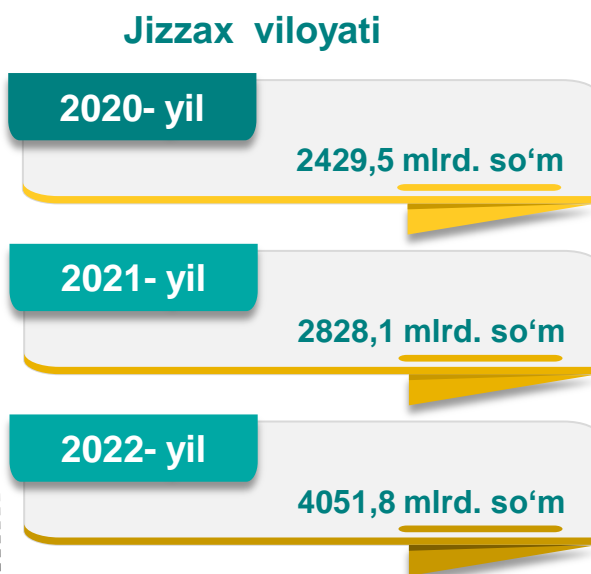 Jizzax viloyati
2020- yil
2429,5 mlrd. so‘m
2021- yil
2828,1 mlrd. so‘m
2022- yil
4051,8 mlrd. so‘m